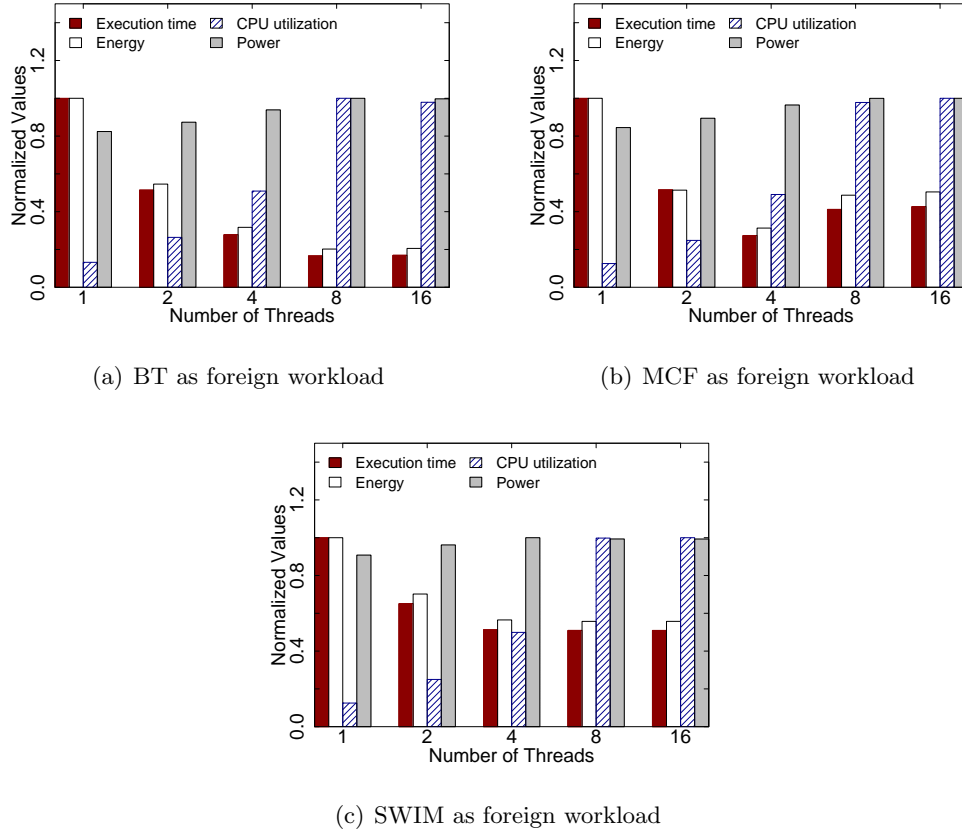 Execution time
CPU utilization
Energy
Power
Normalized Values
0.0 0.4 0.8 1.2
1 2 4 8 16
Number of Threads
(a) BT as foreign workload
Execution time
CPU utilization
Energy
Power
Normalized Values
0.0 0.4 0.8 1.2
1 2 4 8 16
Number of Threads
(b) MCF as foreign workload
Execution time
CPU utilization
Energy
Power
Normalized Values
0.0 0.4 0.8 1.2
1 2 4 8 16
Number of Threads
(c) SWIM as foreign workload